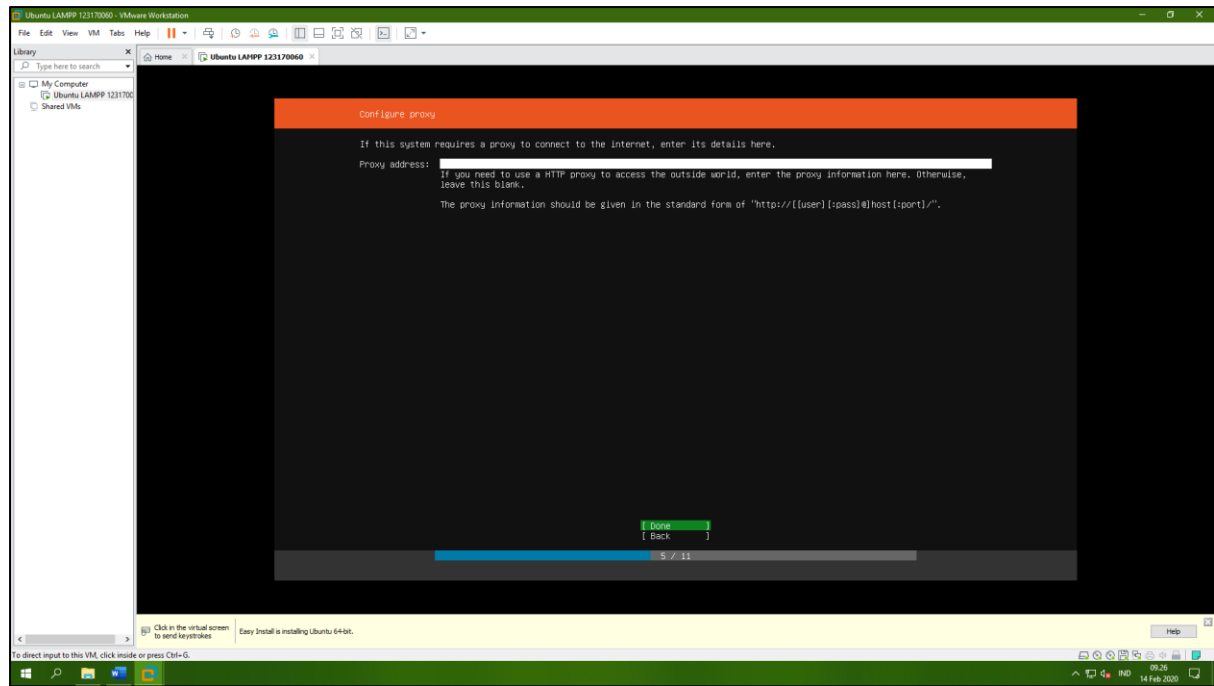 Ubuntu LAMPP 123170060 - VMware Workstation
File Edit View VM Tabs Help
Library
Home
Ubuntu LAMPP 123170060
Type here to search
My Computer
Ubuntu LAMPP 1231700
Shared VMs
Configure proxy
If this system requires a proxy to connect to the internet, enter its details here.
Proxy address:
If you need to use a HTTP proxy to access the outside world, enter the proxy information here. Otherwise,
leave this blank.
The proxy information should be given in the standard form of "http://[[user][:pass]@]host[:port]/".
[ Done ]
[ Back ]
5 / 11
Click in the virtual screen
to send keystrokes
Easy Install is installing Ubuntu 64-bit.
Help
To direct input to this VM, click inside or press Ctrl+G.
IND
09.26
14 Feb 2020